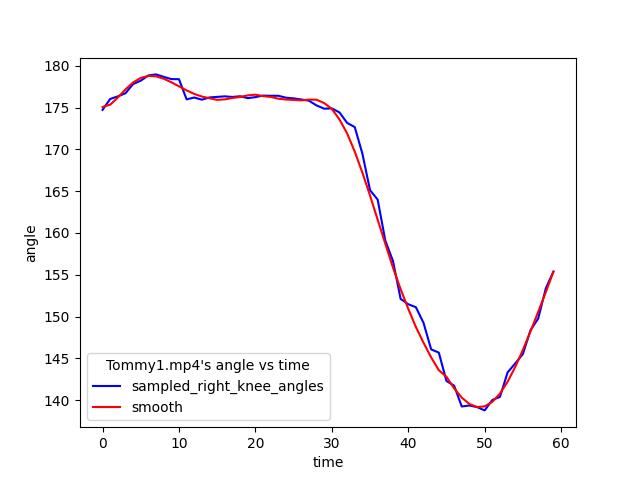 180
175
170
165
160
155
150
145
140
angle
Tommy1.mp4's angle vs time
sampled_right_knee_angles
smooth
0 10 20 30 40 50 60
time